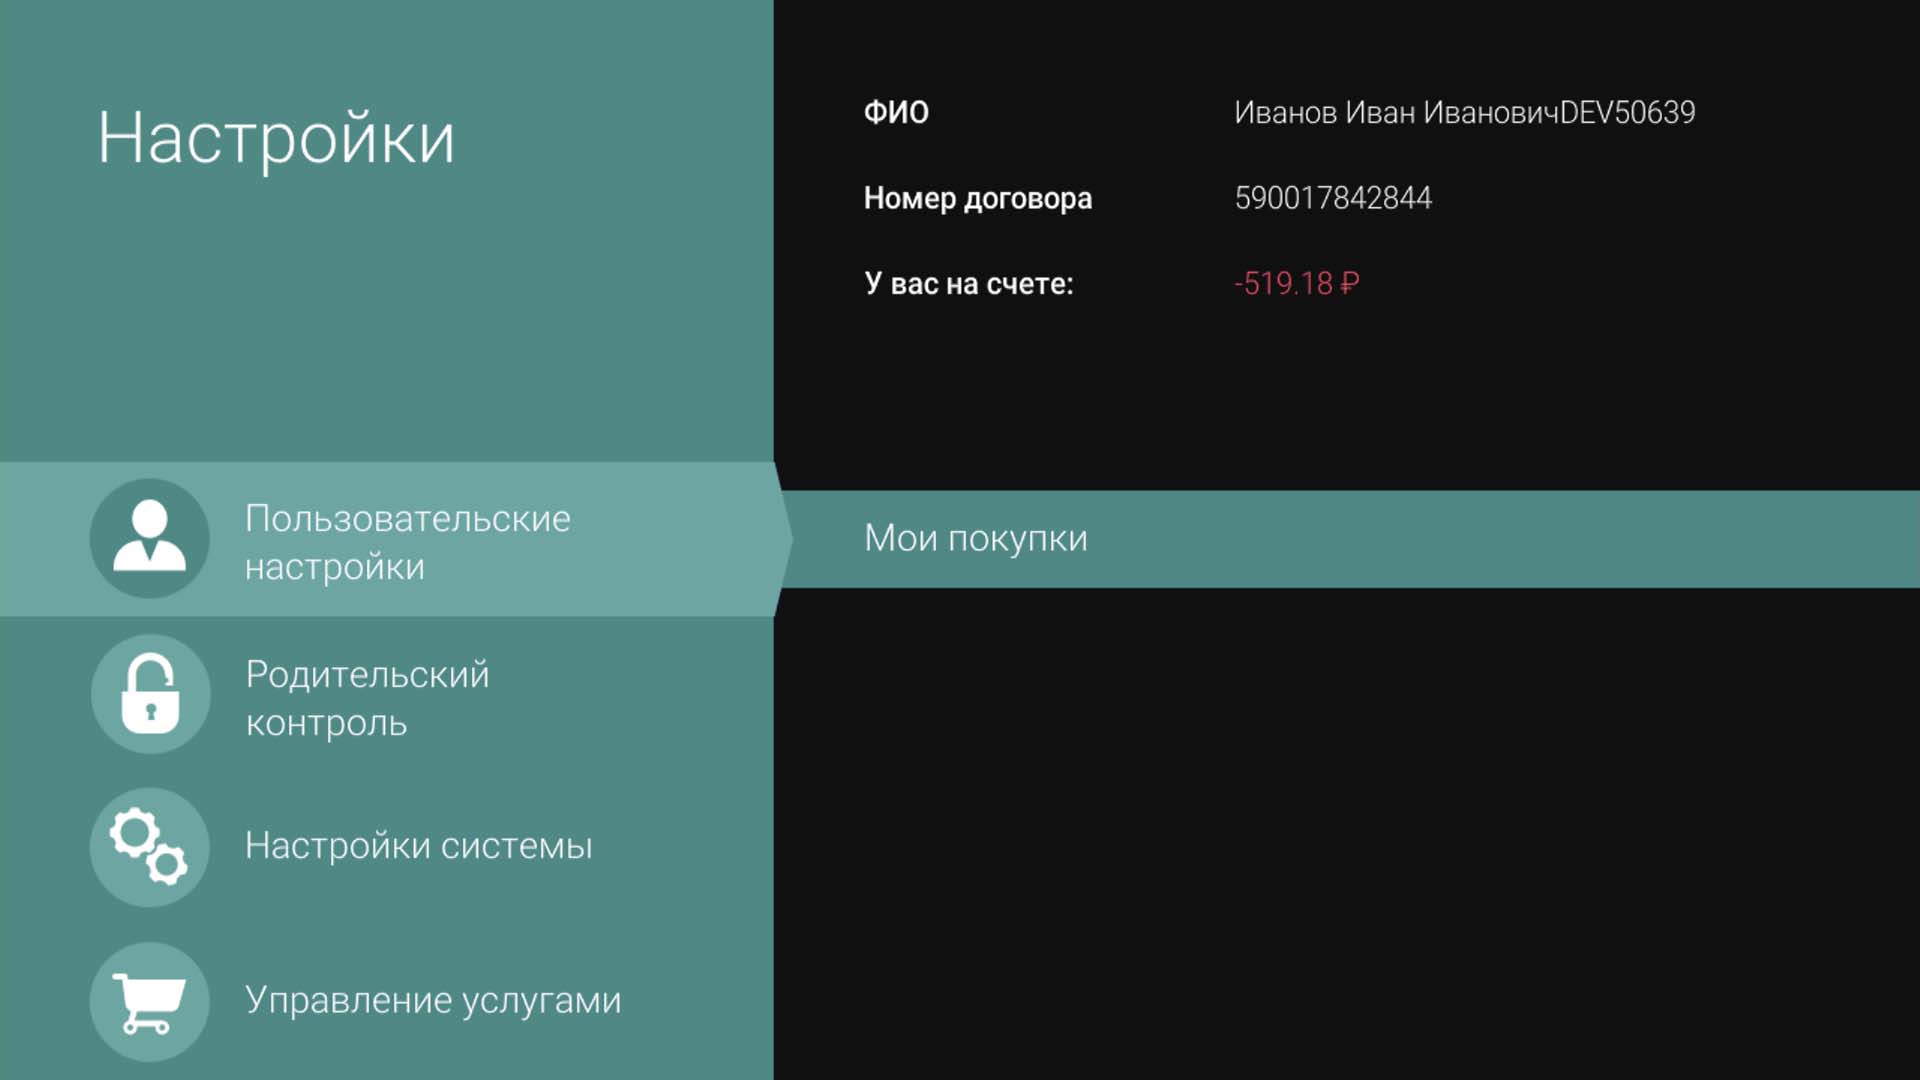 Настройки
ФИО Иванов Иван ИвановичDEV50639
Номер договора 590017842844
У вас на счете: -519.18 ₽
Пользовательские
настройки
Мои покупки
Родительский
контроль
Настройки системы
Управление услугами